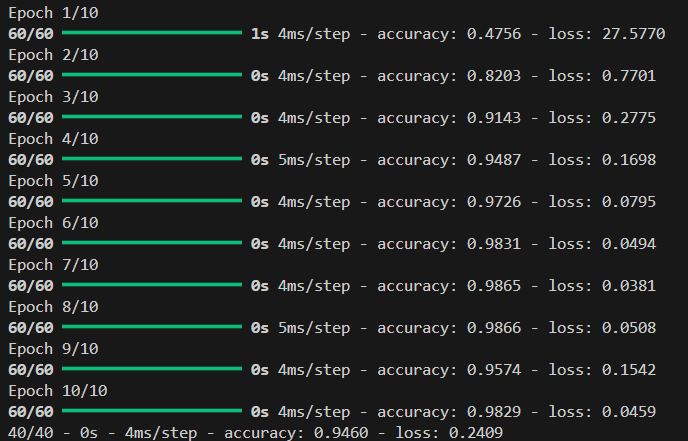 Epoch 1/10
60/60 ━━━━━━━━━━━━━━━━━━━━ 1s 4ms/step - accuracy: 0.4756 - loss: 27.5770
Epoch 2/10
60/60 ━━━━━━━━━━━━━━━━━━━━ 0s 4ms/step - accuracy: 0.8203 - loss: 0.7701
Epoch 3/10
60/60 ━━━━━━━━━━━━━━━━━━━━ 0s 4ms/step - accuracy: 0.9143 - loss: 0.2775
Epoch 4/10
60/60 ━━━━━━━━━━━━━━━━━━━━ 0s 5ms/step - accuracy: 0.9487 - loss: 0.1698
Epoch 5/10
60/60 ━━━━━━━━━━━━━━━━━━━━ 0s 4ms/step - accuracy: 0.9726 - loss: 0.0795
Epoch 6/10
60/60 ━━━━━━━━━━━━━━━━━━━━ 0s 4ms/step - accuracy: 0.9831 - loss: 0.0494
Epoch 7/10
60/60 ━━━━━━━━━━━━━━━━━━━━ 0s 4ms/step - accuracy: 0.9865 - loss: 0.0381
Epoch 8/10
60/60 ━━━━━━━━━━━━━━━━━━━━ 0s 5ms/step - accuracy: 0.9866 - loss: 0.0508
Epoch 9/10
60/60 ━━━━━━━━━━━━━━━━━━━━ 0s 4ms/step - accuracy: 0.9574 - loss: 0.1542
Epoch 10/10
60/60 ━━━━━━━━━━━━━━━━━━━━ 0s 4ms/step - accuracy: 0.9829 - loss: 0.0459
40/40 - 0s - 4ms/step - accuracy: 0.9460 - loss: 0.2409